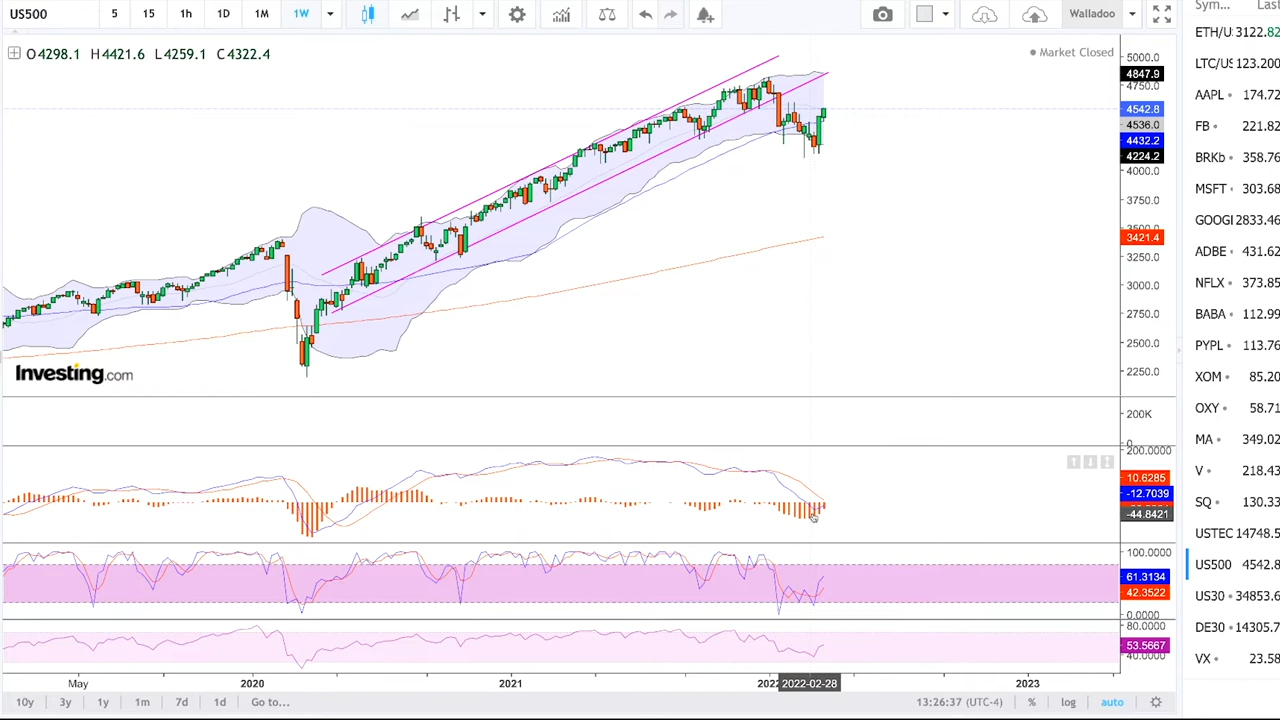 US500 5 15 1h 1D 1M 1W Walladoo
O4298.1 H4421.6 L4259.1 C4322.4
Market Closed
5000.0
4847.9
4750.0
4542.8
4536.0
4432.2
4224.2
4000.0
3750.0
3421.4
3250.0
3000.0
2750.0
2500.0
2250.0
Investing.com
200K
0
200.0000
10.6285
-12.7039
-44.8421
100.0000
61.3134
42.3522
0.0000
80.0000
53.5667
40.0000
May 2020 2021 2022-02-28 2023
10y 3y 1y 1m 7d 1d Go to... 13:26:37 (UTC-4) % log auto
Sym... Last
ETH/U: 3122.82
LTC/US 123.200
AAPL 174.72
FB 221.82
BRKb 358.76
MSFT 303.68
GOOGL 2833.46
ADBE 431.62
NFLX 373.85
BABA 112.99
PYPL 113.76
XOM 85.20
OXY 58.71
MA 349.02
V 218.43
SQ 130.33
USTEC 14748.5
US500 4542.8
US30 34853.6
DE30 14305.7
VX 23.58